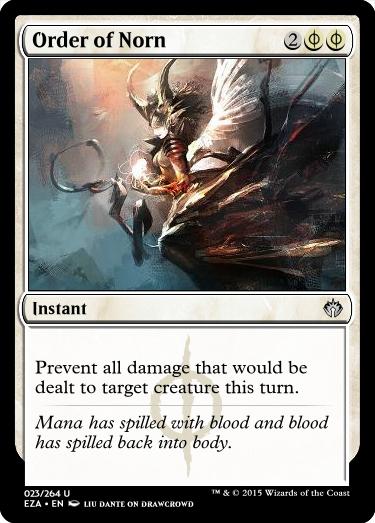 Order of Norn 2
Instant
Prevent all damage that would be
dealt to target creature this turn.
Mana has spilled with blood and blood
has spilled back into body.
023/264 U
EZA • EN LIU DANTE ON DRAWCROWD
™ & © 2015 Wizards of the Coast